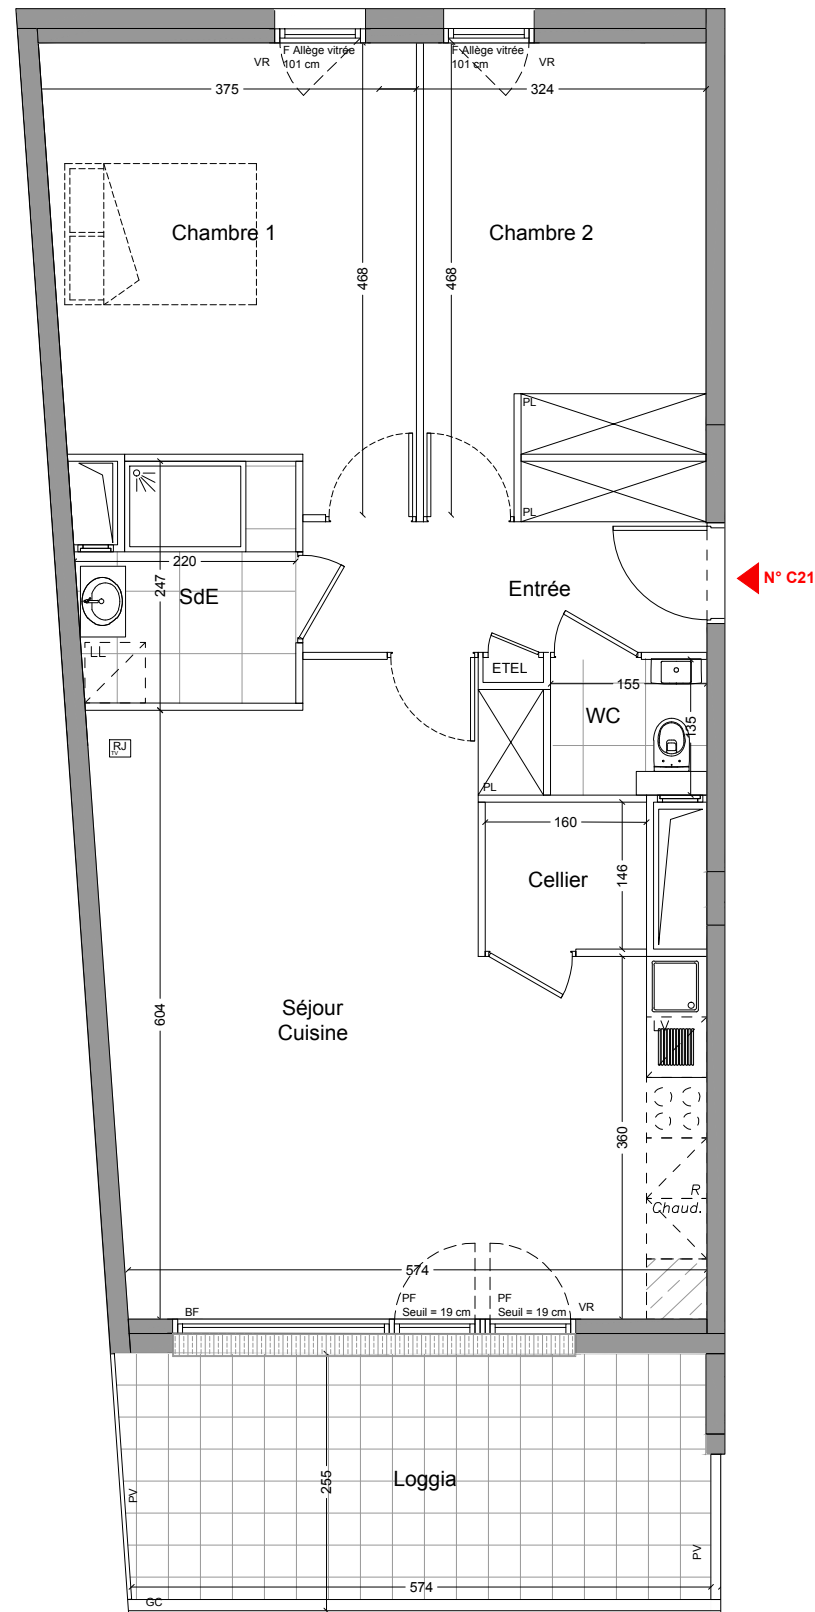 F Allège vitrée
101 cm
VR
F Allège vitrée
101 cm
VR
375
324
Chambre 1
Chambre 2
468
468
PL
PL
220
247
SdE
LL
Entrée
N° C21
ETEL
155
WC
135
PL
RJ
TV
160
Cellier
146
Séjour
Cuisine
604
LV
360
R
Chaud.
574
BF
PF
Seuil = 19 cm
PF
Seuil = 19 cm
VR
255
Loggia
PV
PV
574
GC